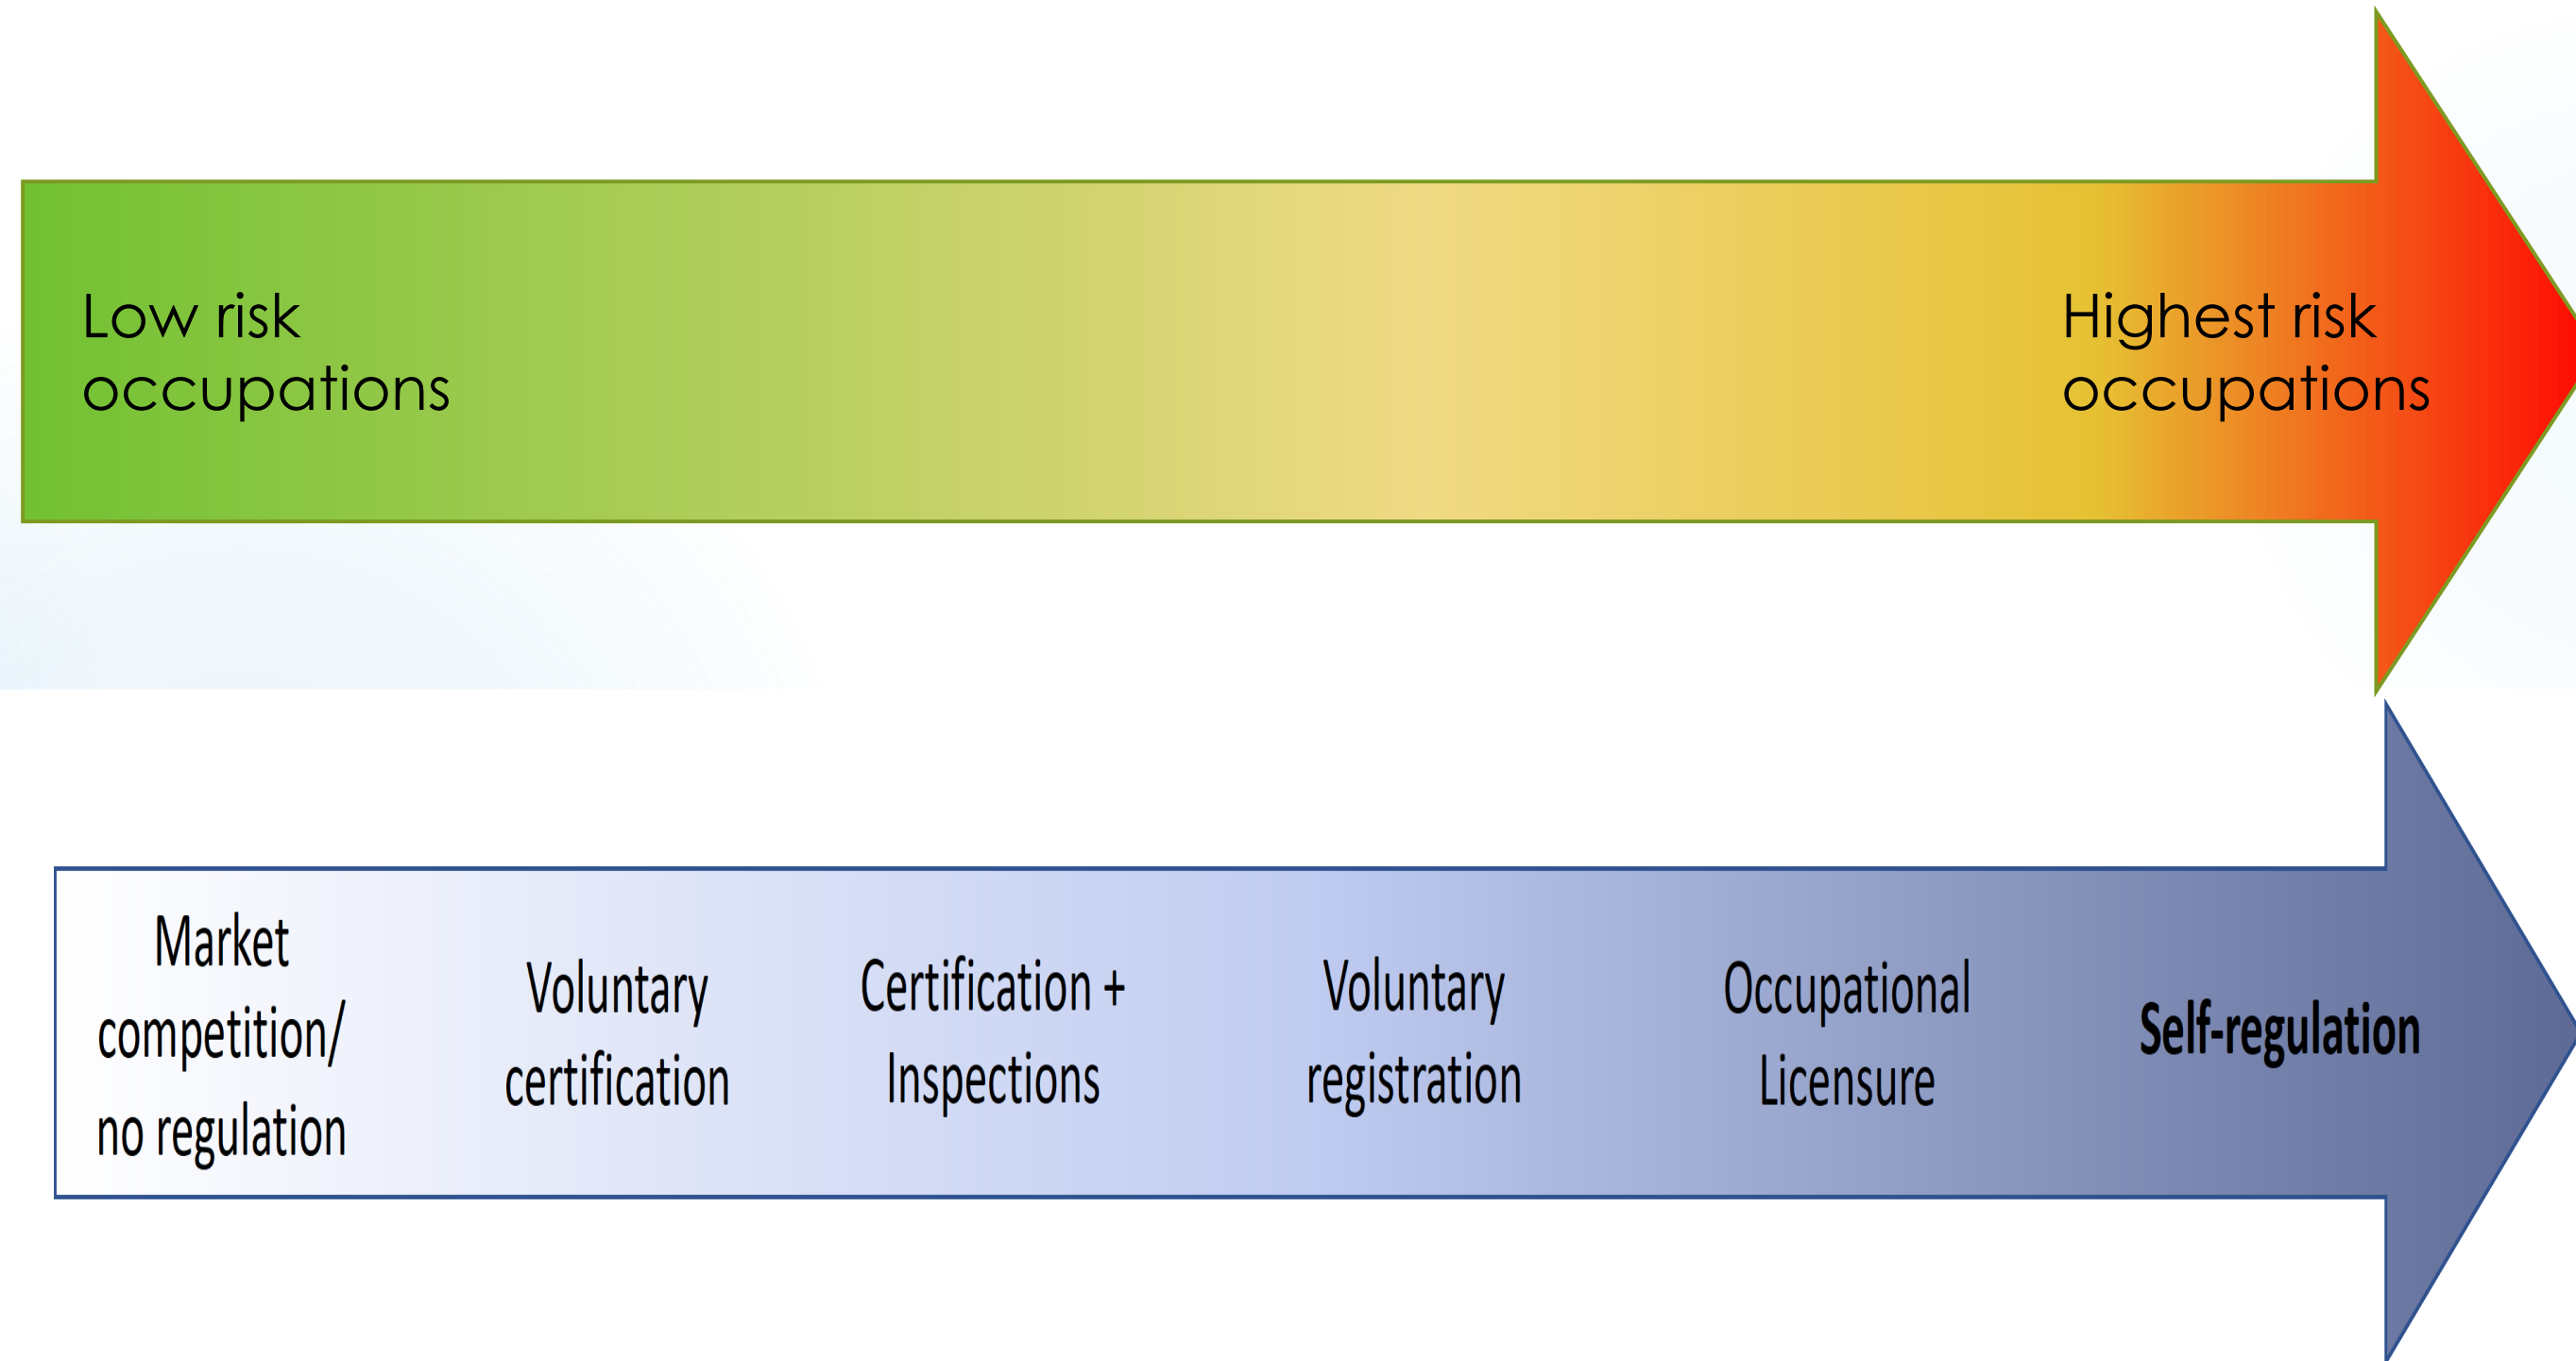 Low risk
occupations
Highest risk
occupations
Market
competition/
no regulation
Voluntary
certification
Certification +
Inspections
Voluntary
registration
Occupational
Licensure
Self-regulation